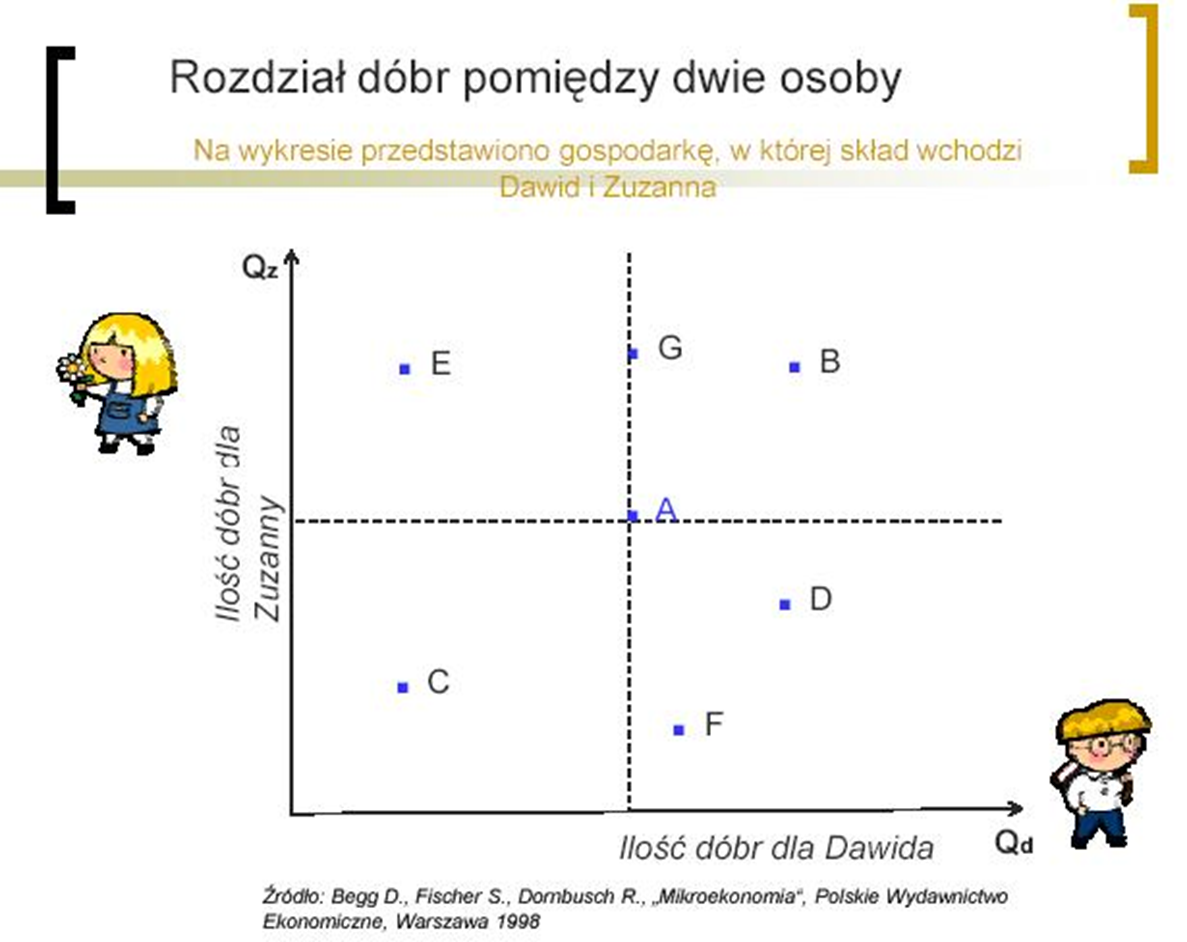 Rozdział dóbr pomiędzy dwie osoby
Na wykresie przedstawiono gospodarkę, w której skład wchodzi
Dawid i Zuzanna
Qz
E
G
B
A
Ilość dóbr dla
Zuzanny
D
C
F
Ilość dóbr dla Dawida
Qd
Źródło: Begg D., Fischer S., Dornbusch R., „Mikroekonomia“, Polskie Wydawnictwo
Ekonomiczne, Warszawa 1998